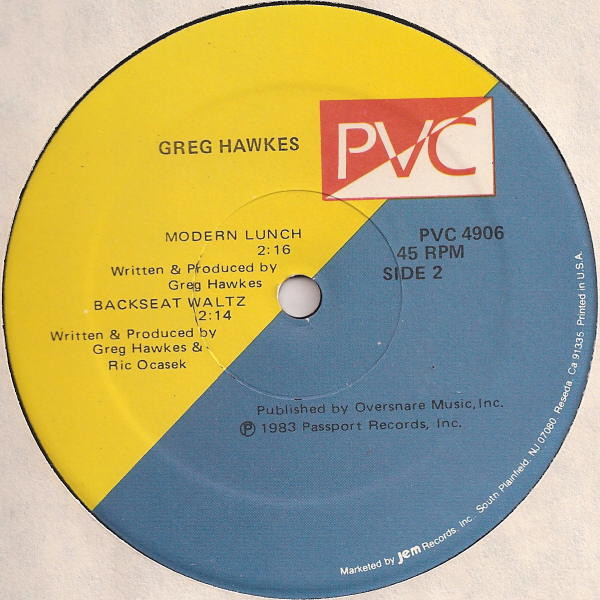 GREG HAWKES
PVC
MODERN LUNCH
2:16
Written & Produced by
Greg Hawkes
BACKSEAT WALTZ
2:14
Written & Produced by
Greg Hawkes &
Ric Ocasek
PVC 4906
45 RPM
SIDE 2
Published by Oversnare Music, Inc.
℗ 1983 Passport Records, Inc.
Marketed by Jem Records, Inc. South Plainfield, NJ 07080. Reseda, Ca 91335. Printed in U.S.A.